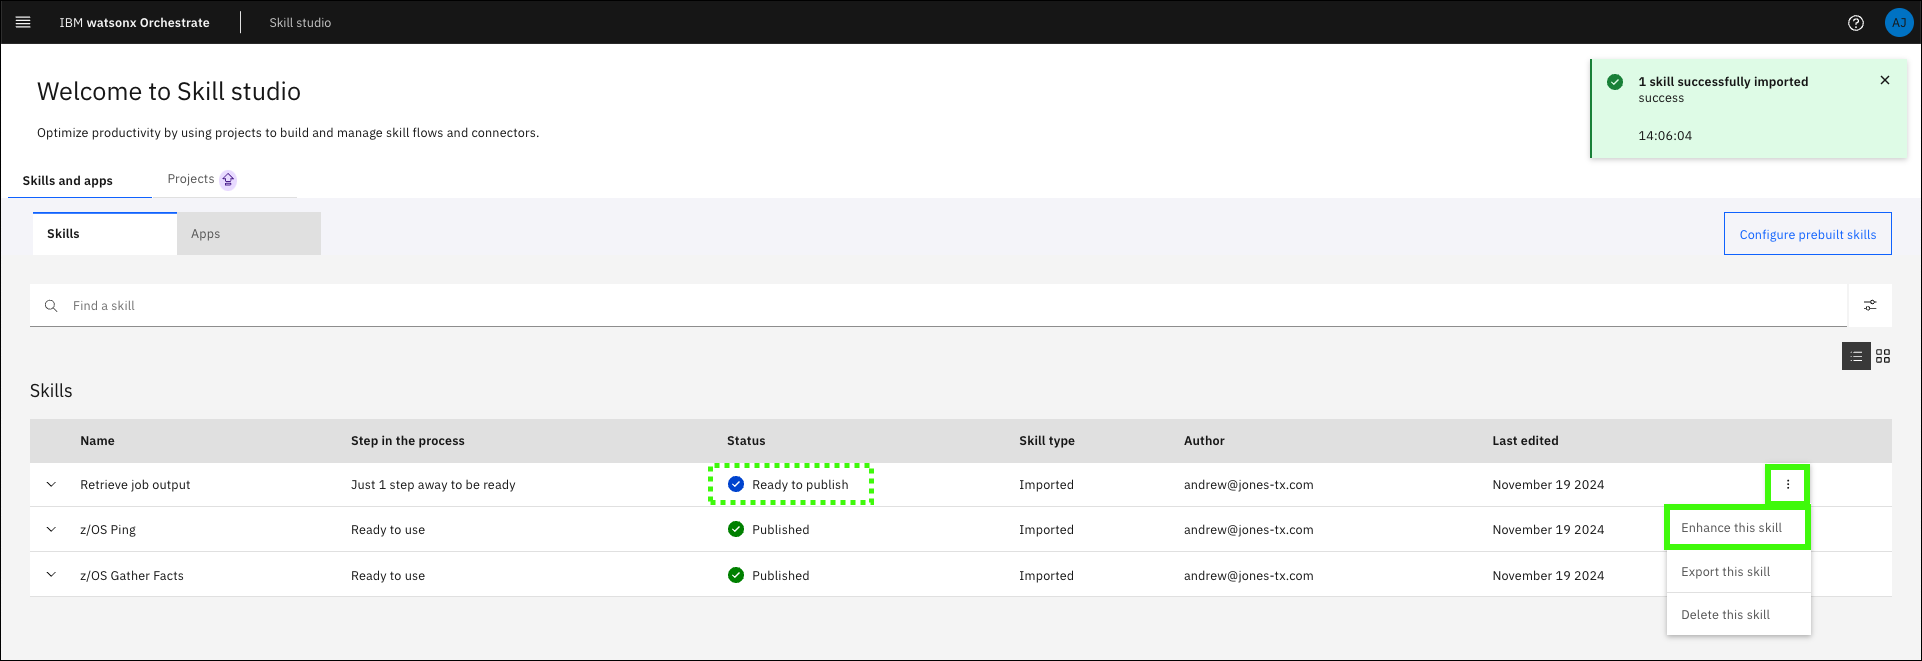 IBM watsonx Orchestrate
Skill studio
AJ
Welcome to Skill studio
Optimize productivity by using projects to build and manage skill flows and connectors.
1 skill successfully imported
success
14:06:04
Skills and apps
Projects
Skills
Apps
Configure prebuilt skills
Find a skill
Skills
Name Step in the process Status Skill type Author Last edited
Retrieve job output Just 1 step away to be ready Ready to publish Imported andrew@jones-tx.com November 19 2024
z/OS Ping Ready to use Published Imported andrew@jones-tx.com November 19 2024
z/OS Gather Facts Ready to use Published Imported andrew@jones-tx.com November 19 2024
Enhance this skill
Export this skill
Delete this skill